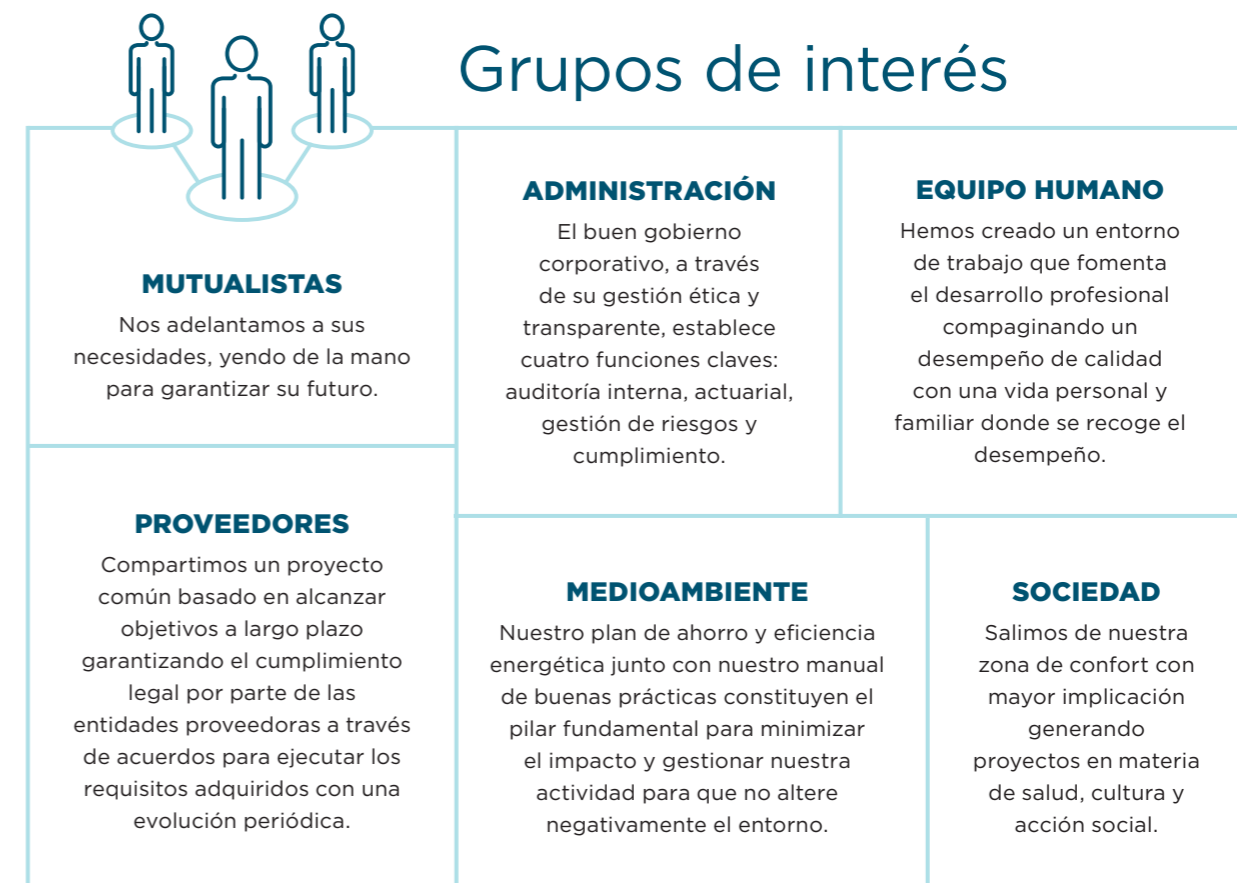 Grupos de interés
MUTUALISTAS
Nos adelantamos a sus
necesidades, yendo de la mano
para garantizar su futuro.
ADMINISTRACIÓN
El buen gobierno
corporativo, a través
de su gestión ética y
transparente, establece
cuatro funciones claves:
auditoría interna, actuarial,
gestión de riesgos y
cumplimiento.
EQUIPO HUMANO
Hemos creado un entorno
de trabajo que fomenta
el desarrollo profesional
compaginando un
desempeño de calidad
con una vida personal y
familiar donde se recoge el
desempeño.
PROVEEDORES
Compartimos un proyecto
común basado en alcanzar
objetivos a largo plazo
garantizando el cumplimiento
legal por parte de las
entidades proveedoras a través
de acuerdos para ejecutar los
requisitos adquiridos con una
evolución periódica.
MEDIOAMBIENTE
Nuestro plan de ahorro y eficiencia
energética junto con nuestro manual
de buenas prácticas constituyen el
pilar fundamental para minimizar
el impacto y gestionar nuestra
actividad para que no altere
negativamente el entorno.
SOCIEDAD
Salimos de nuestra
zona de confort con
mayor implicación
generando
proyectos en materia
de salud, cultura y
acción social.